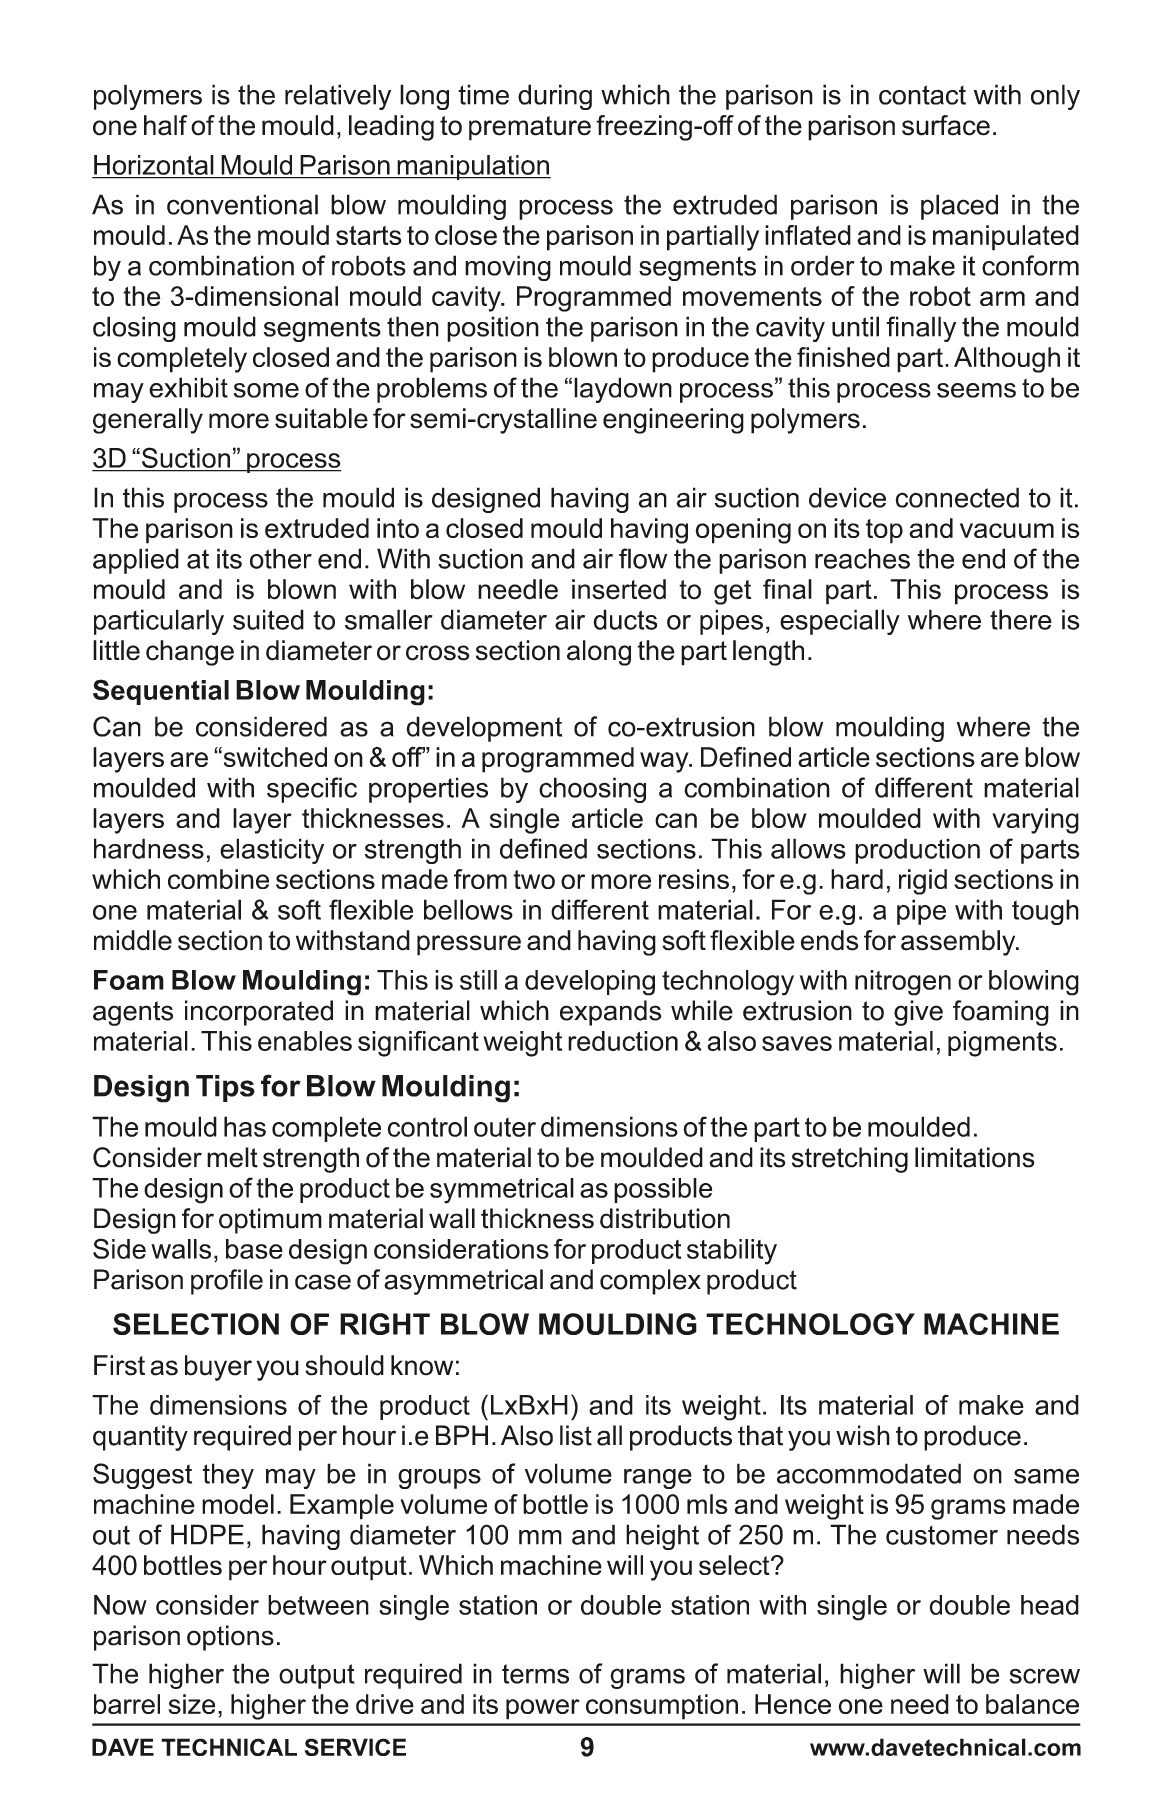 polymers is the relatively long time during which the parison is in contact with only
one half of the mould, leading to premature freezing-off of the parison surface.
Horizontal Mould Parison manipulation
As in conventional blow moulding process the extruded parison is placed in the
mould. As the mould starts to close the parison in partially inflated and is manipulated
by a combination of robots and moving mould segments in order to make it conform
to the 3-dimensional mould cavity. Programmed movements of the robot arm and
closing mould segments then position the parison in the cavity until finally the mould
is completely closed and the parison is blown to produce the finished part. Although it
may exhibit some of the problems of the “laydown process” this process seems to be
generally more suitable for semi-crystalline engineering polymers.
3D “Suction” process
In this process the mould is designed having an air suction device connected to it.
The parison is extruded into a closed mould having opening on its top and vacuum is
applied at its other end. With suction and air flow the parison reaches the end of the
mould and is blown with blow needle inserted to get final part. This process is
particularly suited to smaller diameter air ducts or pipes, especially where there is
little change in diameter or cross section along the part length.
Sequential Blow Moulding:
Can be considered as a development of co-extrusion blow moulding where the
layers are “switched on & off” in a programmed way. Defined article sections are blow
moulded with specific properties by choosing a combination of different material
layers and layer thicknesses. A single article can be blow moulded with varying
hardness, elasticity or strength in defined sections. This allows production of parts
which combine sections made from two or more resins, for e.g. hard, rigid sections in
one material & soft flexible bellows in different material. For e.g. a pipe with tough
middle section to withstand pressure and having soft flexible ends for assembly.
Foam Blow Moulding: This is still a developing technology with nitrogen or blowing
agents incorporated in material which expands while extrusion to give foaming in
material. This enables significant weight reduction & also saves material, pigments.
Design Tips for Blow Moulding:
The mould has complete control outer dimensions of the part to be moulded.
Consider melt strength of the material to be moulded and its stretching limitations
The design of the product be symmetrical as possible
Design for optimum material wall thickness distribution
Side walls, base design considerations for product stability
Parison profile in case of asymmetrical and complex product
SELECTION OF RIGHT BLOW MOULDING TECHNOLOGY MACHINE
First as buyer you should know:
The dimensions of the product (LxBxH) and its weight. Its material of make and
quantity required per hour i.e BPH. Also list all products that you wish to produce.
Suggest they may be in groups of volume range to be accommodated on same
machine model. Example volume of bottle is 1000 mls and weight is 95 grams made
out of HDPE, having diameter 100 mm and height of 250 m. The customer needs
400 bottles per hour output. Which machine will you select?
Now consider between single station or double station with single or double head
parison options.
The higher the output required in terms of grams of material, higher will be screw
barrel size, higher the drive and its power consumption. Hence one need to balance
DAVE TECHNICAL SERVICE 9 www.davetechnical.com